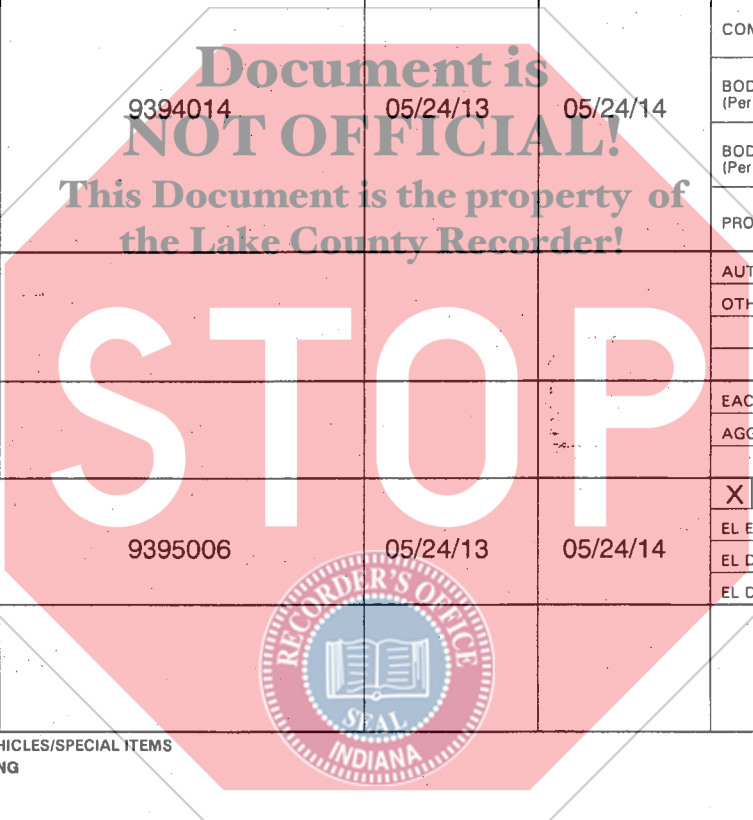 CON
Document is
BOD
9394014 05/24/13 05/24/14
(Per
NOT OFFICIAL!
BOD
(Per
This Document is the property of
PRO
the Lake County Recorder!
AUT
OTH
STOP
EAC
AGG
X
EL E
9395006 05/24/13 05/24/14
EL D
EL D
RECORDER'S OFFICE
SEAL
INDIANA
HICLES/SPECIAL ITEMS
NG